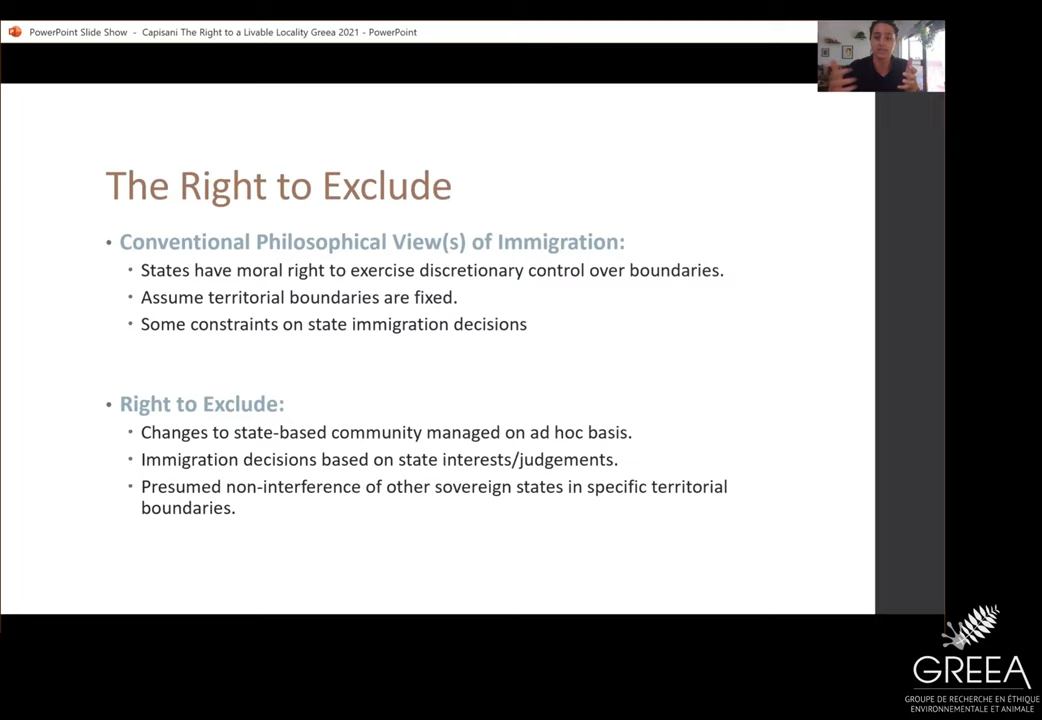 PowerPoint Slide Show - Capisani The Right to a Livable Locality Greea 2021 - PowerPoint
The Right to Exclude
• Conventional Philosophical View(s) of Immigration:
• States have moral right to exercise discretionary control over boundaries.
• Assume territorial boundaries are fixed.
• Some constraints on state immigration decisions
• Right to Exclude:
• Changes to state-based community managed on ad hoc basis.
• Immigration decisions based on state interests/judgements.
• Presumed non-interference of other sovereign states in specific territorial
boundaries.
GREEA
GROUPE DE RECHERCHE EN ÉTHIQUE
ENVIRONNEMENTALE ET ANIMALE